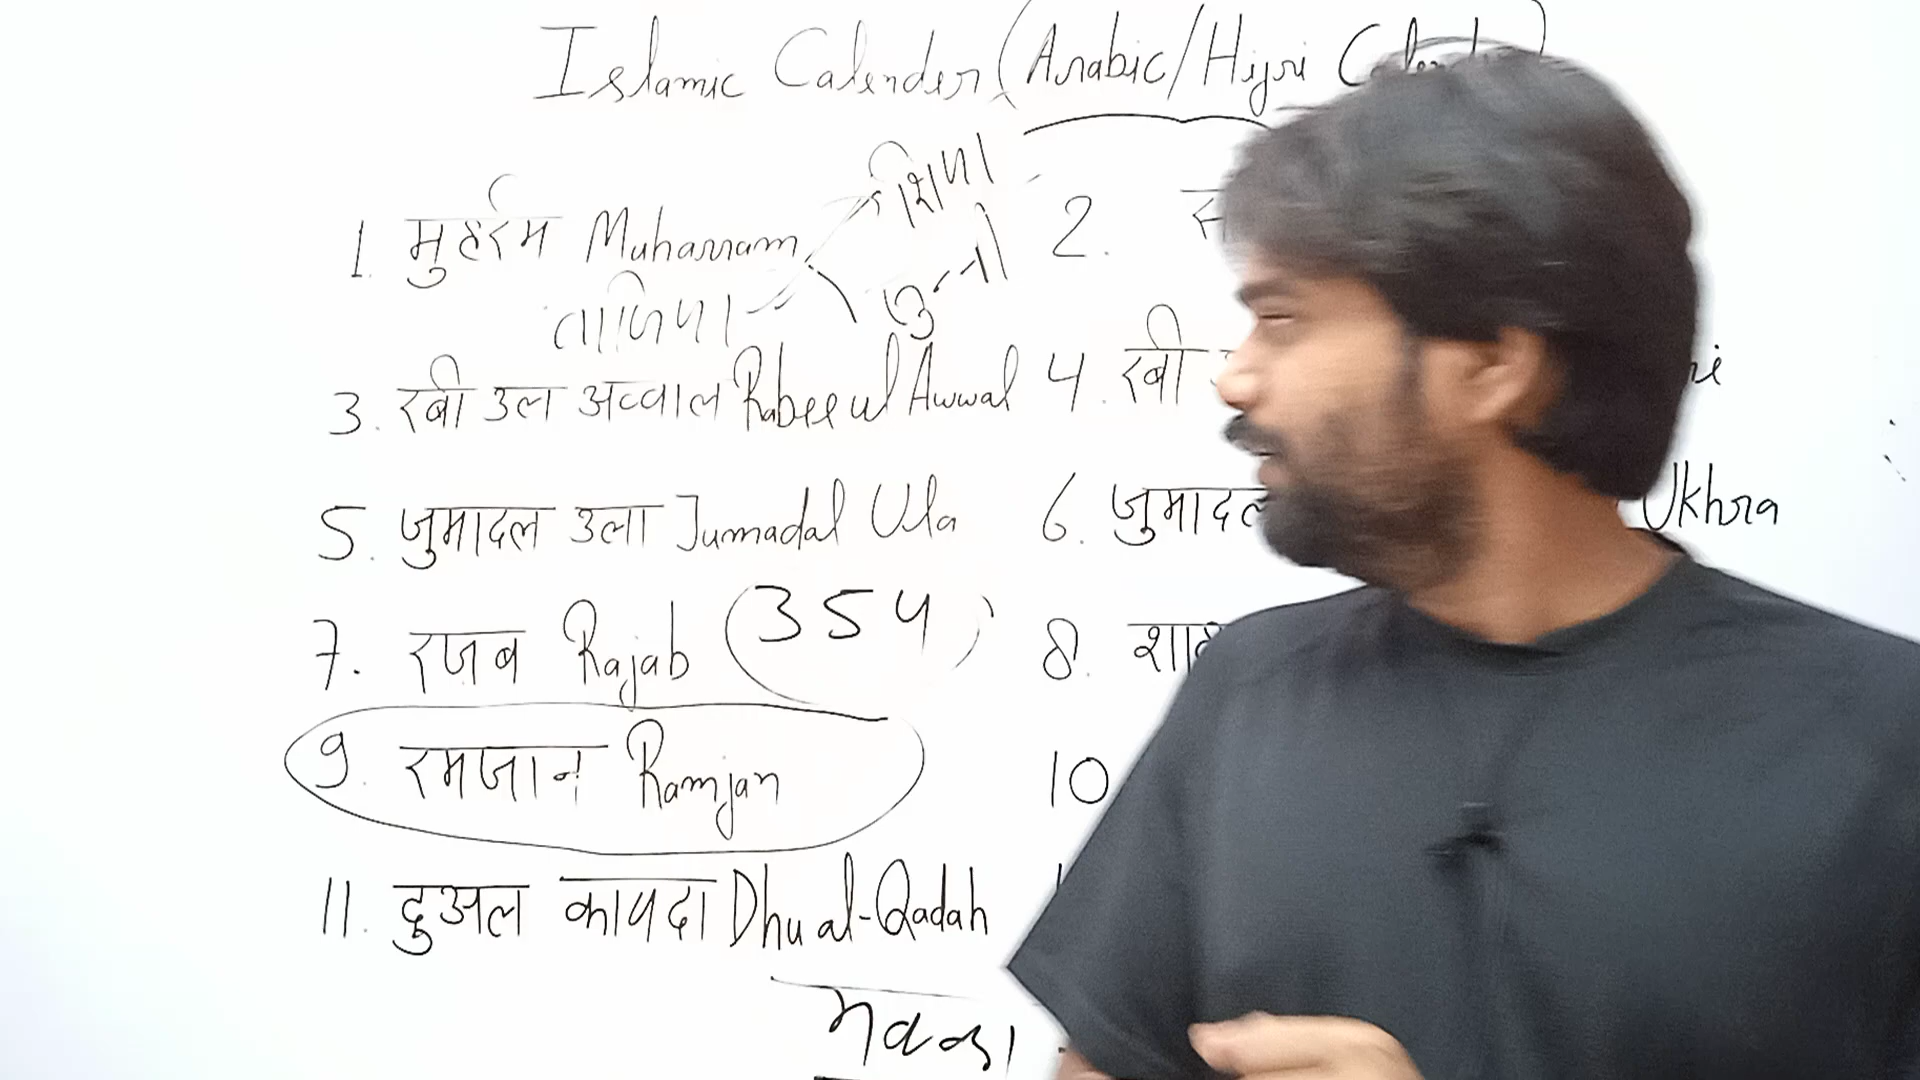 Islamic Calender (Arabic/Hijri
शिया
1. मुहर्रम Muharram 2.
ताजिया
3. रबी उल अव्वाल Rabee ul Awwal 4. रबी
5. जुमादल उला Jumadal Ula 6. जुमादल Ukhra
7. रजब Rajab 354 8.
9. रमजान Ramjan 10
11. दुअल कायदा Dhu al-Qadah
मक्का